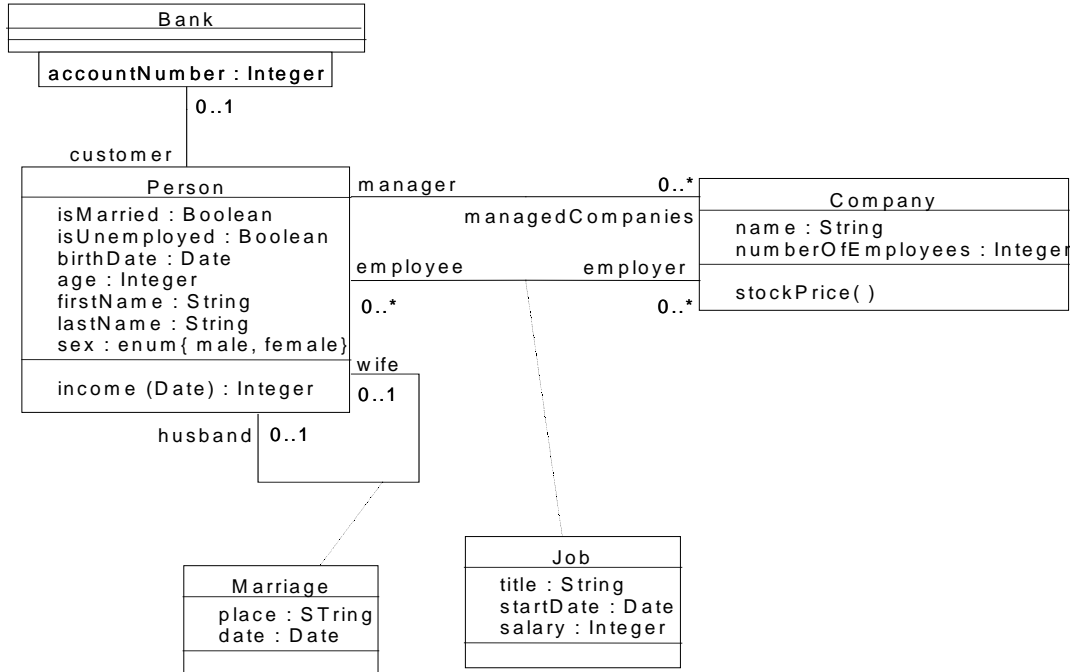 Bank
accountNumber : Integer
0..1
customer
Person
isMarried : Boolean
isUnemployed : Boolean
birthDate : Date
age : Integer
firstName : String
lastName : String
sex : enum{ male, female}
income (Date) : Integer
manager
0..*
managedCompanies
employee
employer
0..*
0..*
Company
name : String
numberOfEmployees : Integer
stockPrice( )
wife
0..1
husband
0..1
Marriage
place : STring
date : Date
Job
title : String
startDate : Date
salary : Integer